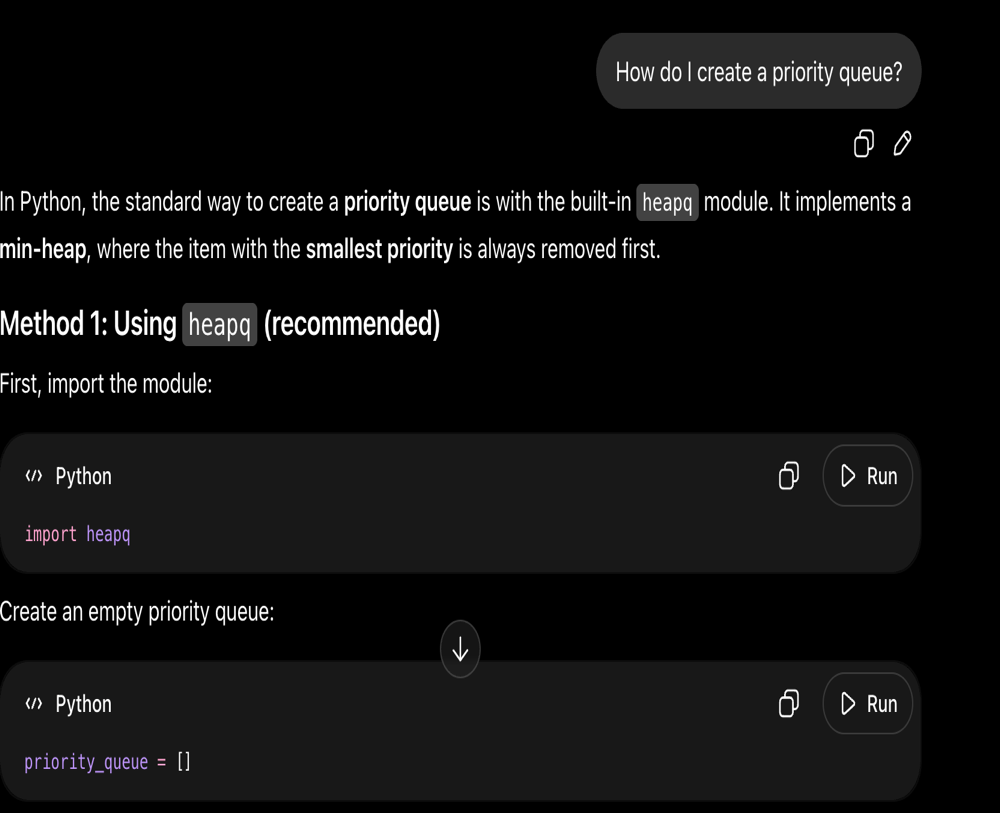 How do I create a priority queue?
In Python, the standard way to create a priority queue is with the built-in heapq module. It implements a
min-heap, where the item with the smallest priority is always removed first.
Method 1: Using heapq (recommended)
First, import the module:
Python
Run
import heapq
Create an empty priority queue:
Python
Run
priority_queue = []